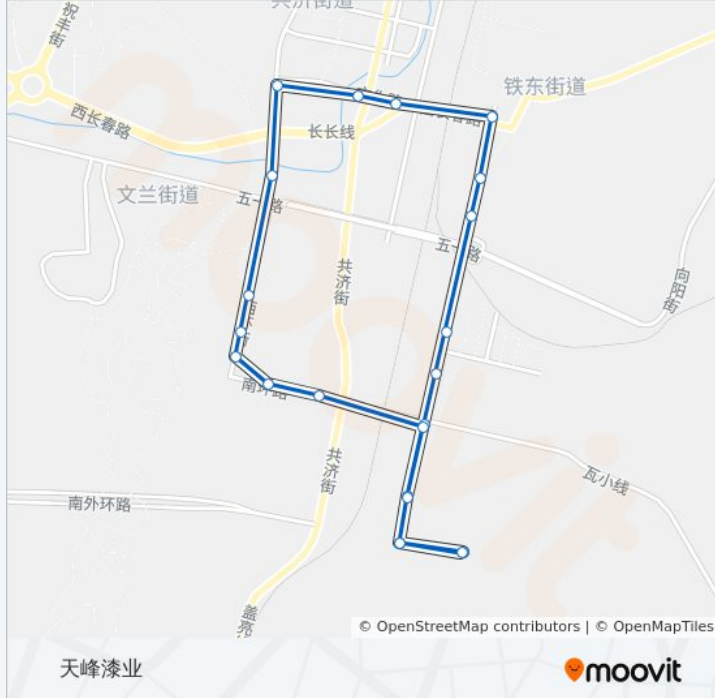 共济街道
祝丰街
铁东街道
西长春路
长长线
文兰街道
五一路
五一路
共济街
向阳街
南环路
共济街
瓦小线
南外环路
盖亮
© OpenStreetMap contributors | © OpenMapTiles
天峰漆业
moovit